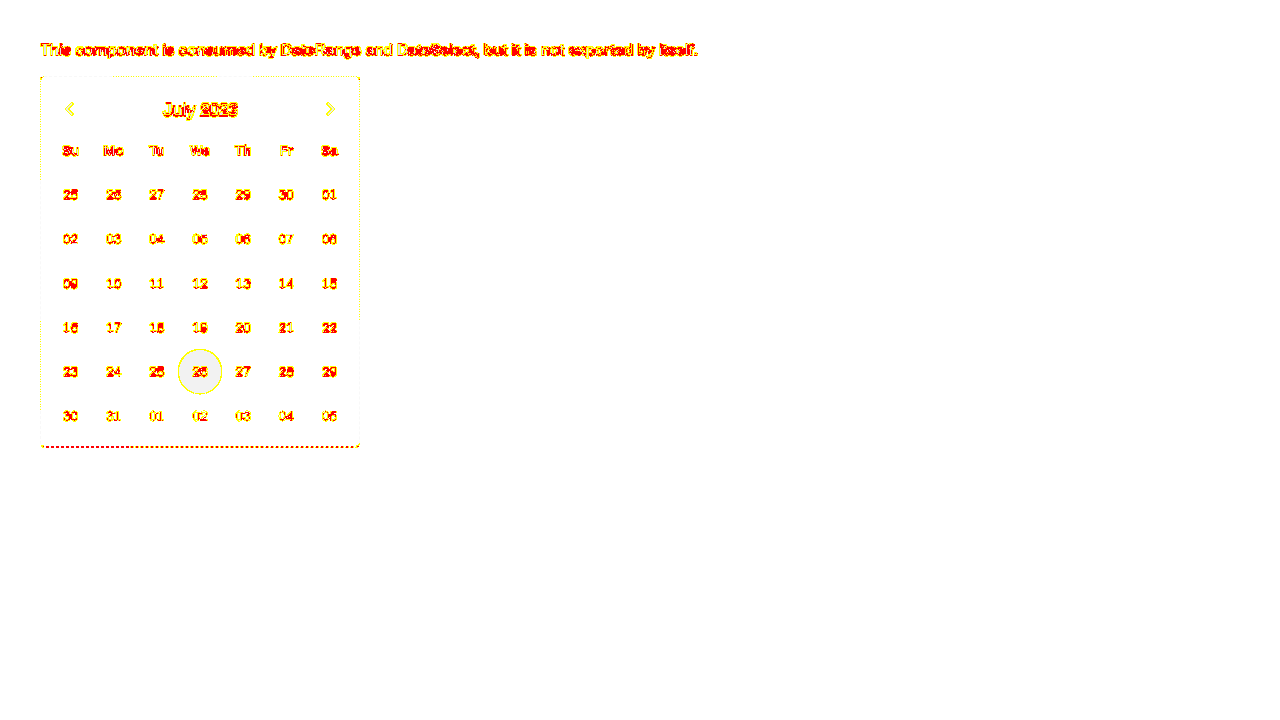 This component is consumed by DateRange and DateSelect, but it is not exported by itself.
July 2023
Su Mo Tu We Th Fr Sa
25 26 27 28 29 30 01
02 03 04 05 06 07 08
09 10 11 12 13 14 15
16 17 18 19 20 21 22
23 24 25 26 27 28 29
30 31 01 02 03 04 05